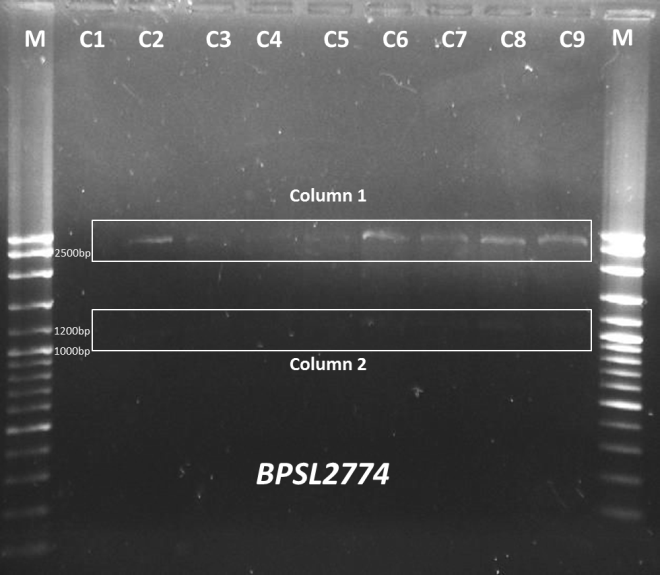 M C1 C2 C3 C4 C5 C6 C7 C8 C9 M
Column 1
2500bp
1200bp
1000bp
Column 2
BPSL2774